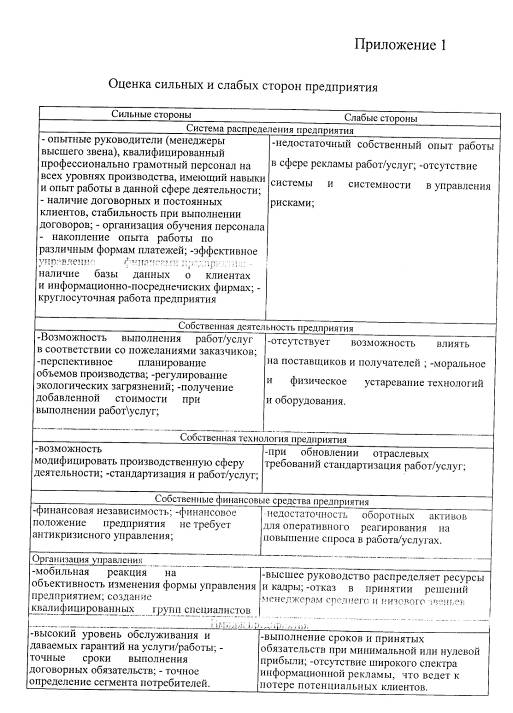 Приложение 1
Оценка сильных и слабых сторон предприятия
Сильные стороны
Слабые стороны
Система распределения предприятия
- опытные руководители (менеджеры
высшего звена), квалифицированный
профессионально грамотный персонал на
всех уровнях производства, имеющий навыки
и опыт работы в данной сфере деятельности;
- наличие договорных и постоянных
клиентов, стабильность при выполнении
договоров; - организация обучения персонала
- накопление опыта работы по
различным формам платежей; -эффективное
управление финансами предприятия; -
наличие базы данных о клиентах
и информационно-посреднечиских фирмах; -
круглосуточная работа предприятия
-недостаточный собственный опыт работы
в сфере рекламы работ/услуг; -отсутствие
системы и системности в управления
рисками;
Собственная деятельность предприятия
-Возможность выполнения работ/услуг
в соответствии со пожеланиями заказчиков;
-перспективное планирование
объемов производства; -регулирование
экологических загрязнений; -получение
добавленной стоимости при
выполнении работ\услуг;
-отсутствует возможность влиять
на поставщиков и получателей ; -моральное
и физическое устаревание технологий
и оборудования.
Собственная технология предприятия
-возможность
модифицировать производственную сферу
деятельности; -стандартизация и работ/услуг;
-при обновлении отраслевых
требований стандартизация работ/услуг;
Собственные финансовые средства предприятия
-финансовая независимость; -финансовое
положение предприятия не требует
антикризисного управления;
недостаточность оборотных активов
для оперативного реагирования на
повышение спроса в работа/услугах.
Организация управления
-мобильная реакция на
объективность изменения формы управления
предприятием; создание
квалифицированных групп специалистов
-высшее руководство распределяет ресурсы
и кадры; -отказ в принятии решений
менеджерам среднего и низового звеньев
-высокий уровень обслуживания и
даваемых гарантий на услуги/работы; -
точные сроки выполнения
договорных обязательств; - точное
определение сегмента потребителей.
-выполнение сроков и принятых
обязательств при минимальной или нулевой
прибыли; -отсутствие широкого спектра
информационной рекламы, что ведет к
потере потенциальных клиентов.